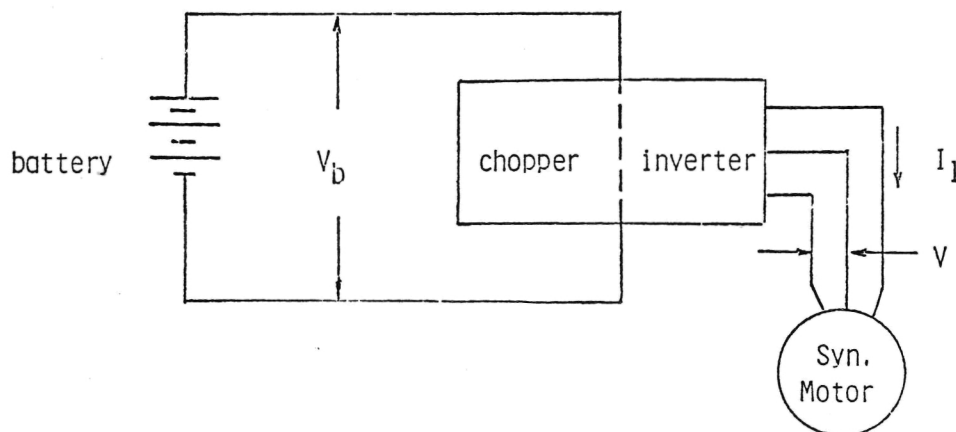 battery
V_b
chopper
inverter
I_1
V
Syn.
Motor